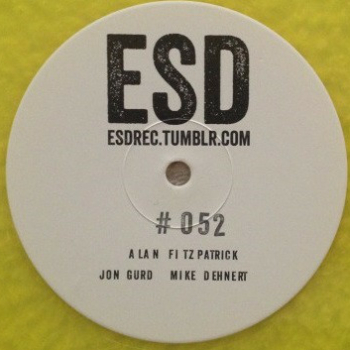 ESD
ESDREC.TUMBLR.COM
# 052
ALAN FITZPATRICK
JON GURD MIKE DEHNERT